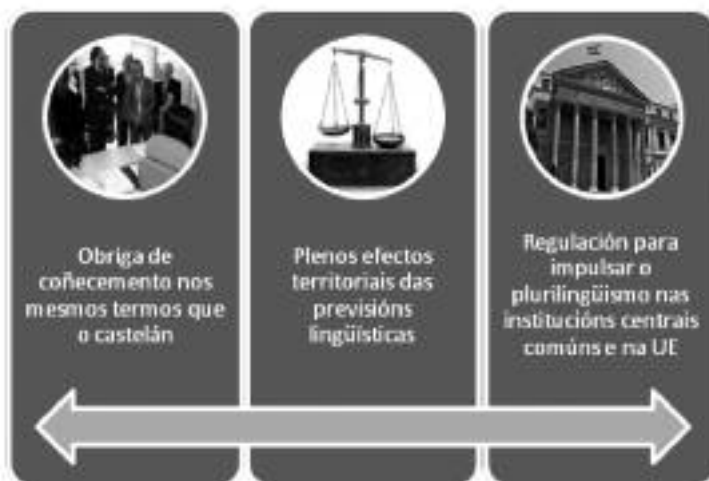 Obriga de
coñecemento nos
mesmos termos que
o castelán
Plenos efectos
territoriais das
previsións
lingüísticas
Regulación para
impulsar o
plurilingüismo nas
institucións centrais
comúns e na UE